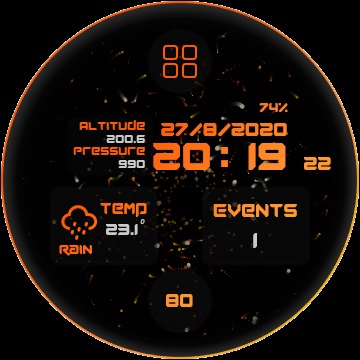 74%
27/8/2020
Altitude
200.6
Pressure
990
20:19 22
Temp
23.1°
Rain
Events
1
80